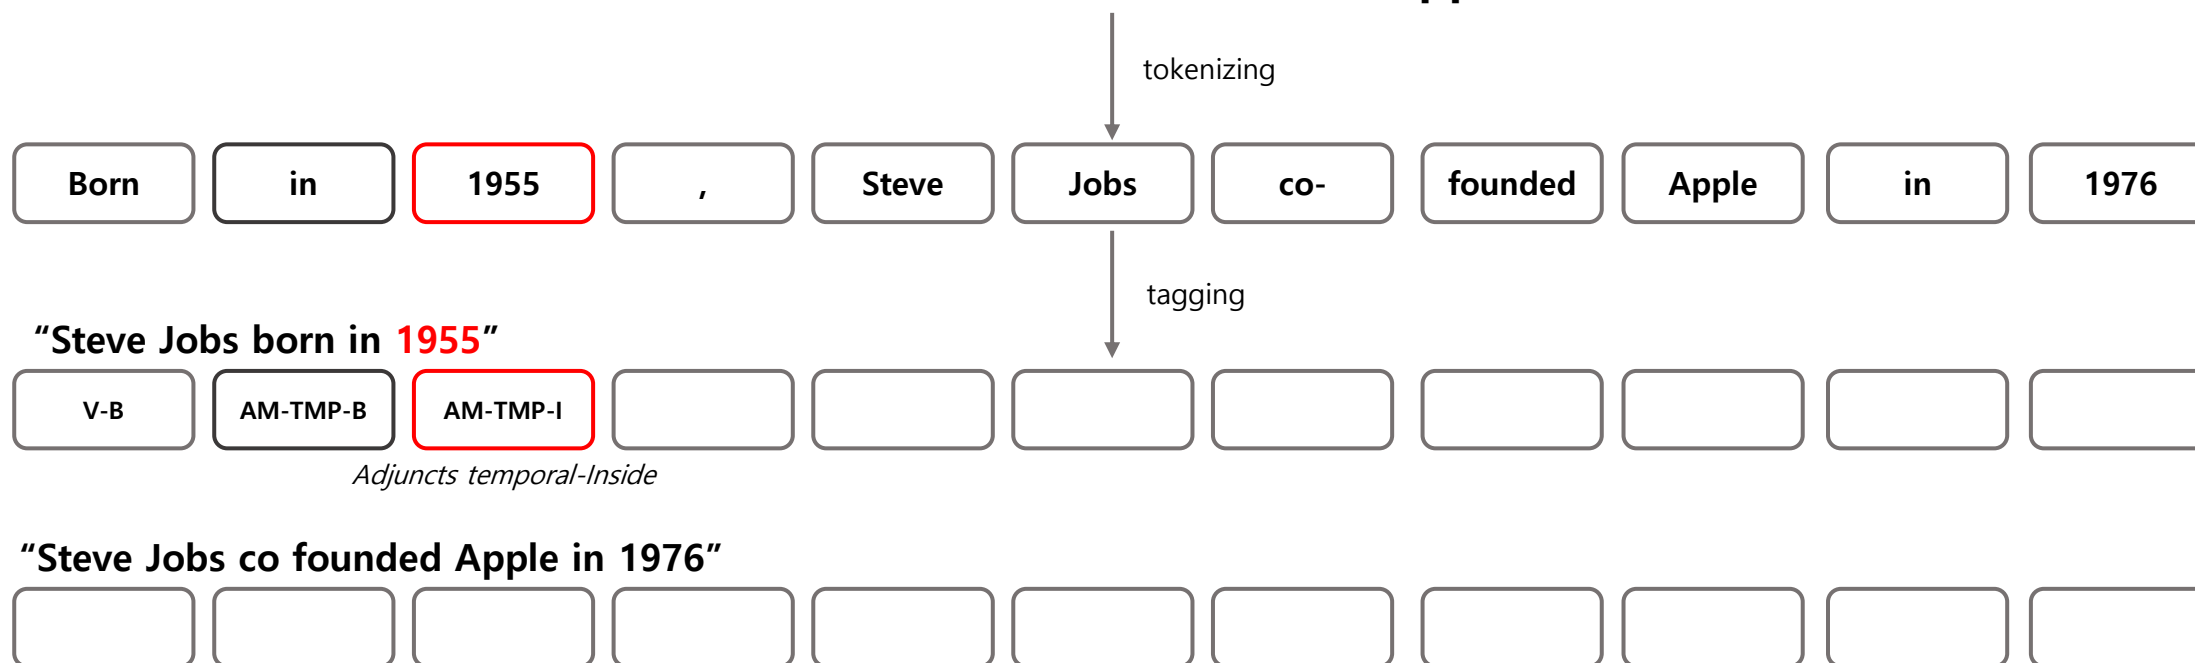 tokenizing
Born in 1955 , Steve Jobs co- founded Apple in 1976
tagging
“Steve Jobs born in 1955”
V-B AM-TMP-B AM-TMP-I
Adjuncts temporal-Inside
“Steve Jobs co founded Apple in 1976”